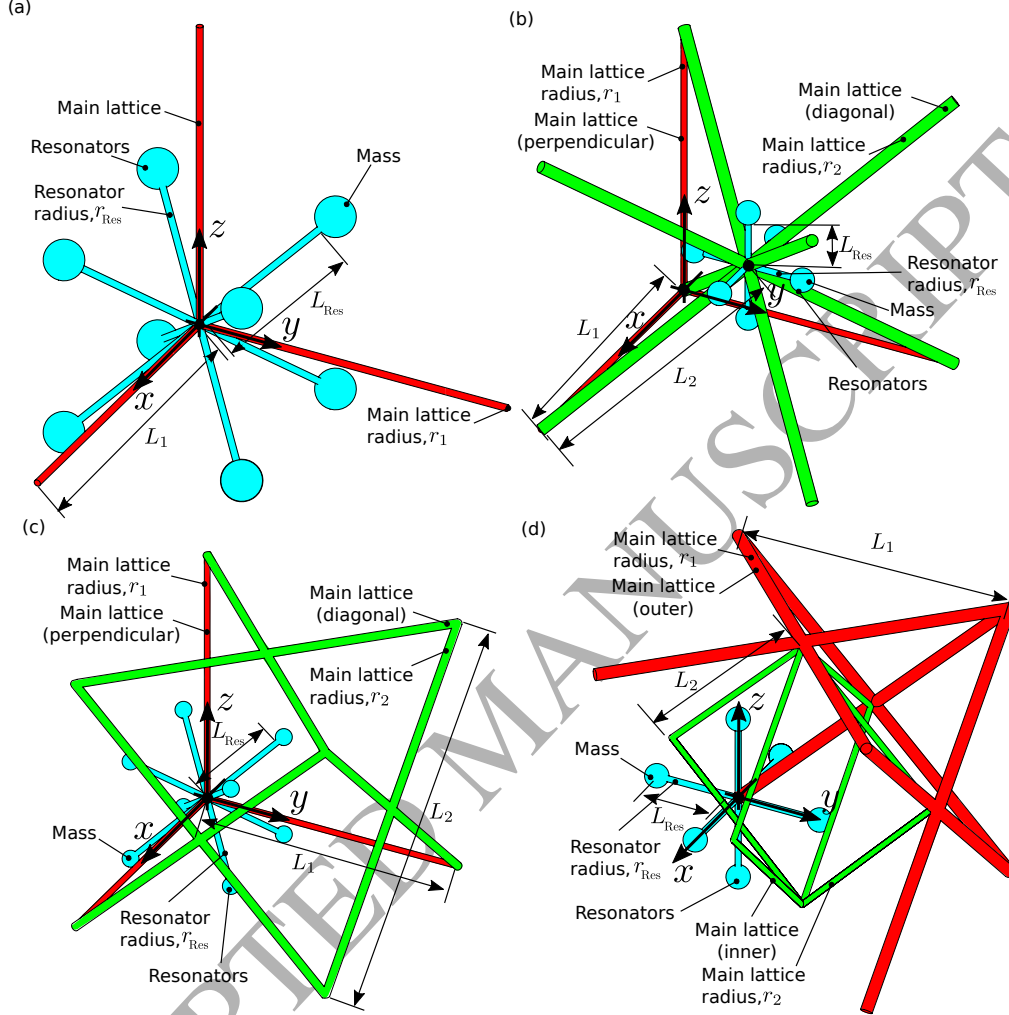 (a)
Main lattice
Resonators
Mass
Resonator
radius, r_Res
z
L_Res
y
x
L_1
Main lattice
radius, r_1
(b)
Main lattice
radius, r_1
Main lattice
(perpendicular)
Main lattice
(diagonal)
Main lattice
radius, r_2
z
L_Res
Resonator
radius, r_Res
y
Mass
L_1
x
L_2
Resonators
(c)
Main lattice
radius, r_1
Main lattice
(perpendicular)
Main lattice
(diagonal)
Main lattice
radius, r_2
z
L_Res
y
L_2
Mass
x
L_1
Resonator
radius, r_Res
Resonators
(d)
Main lattice
radius, r_1
Main lattice
(outer)
L_1
L_2
z
Mass
L_Res
y
Resonator
radius, r_Res
x
Resonators
Main lattice
(inner)
Main lattice
radius, r_2
PTED MANUSCRIPT